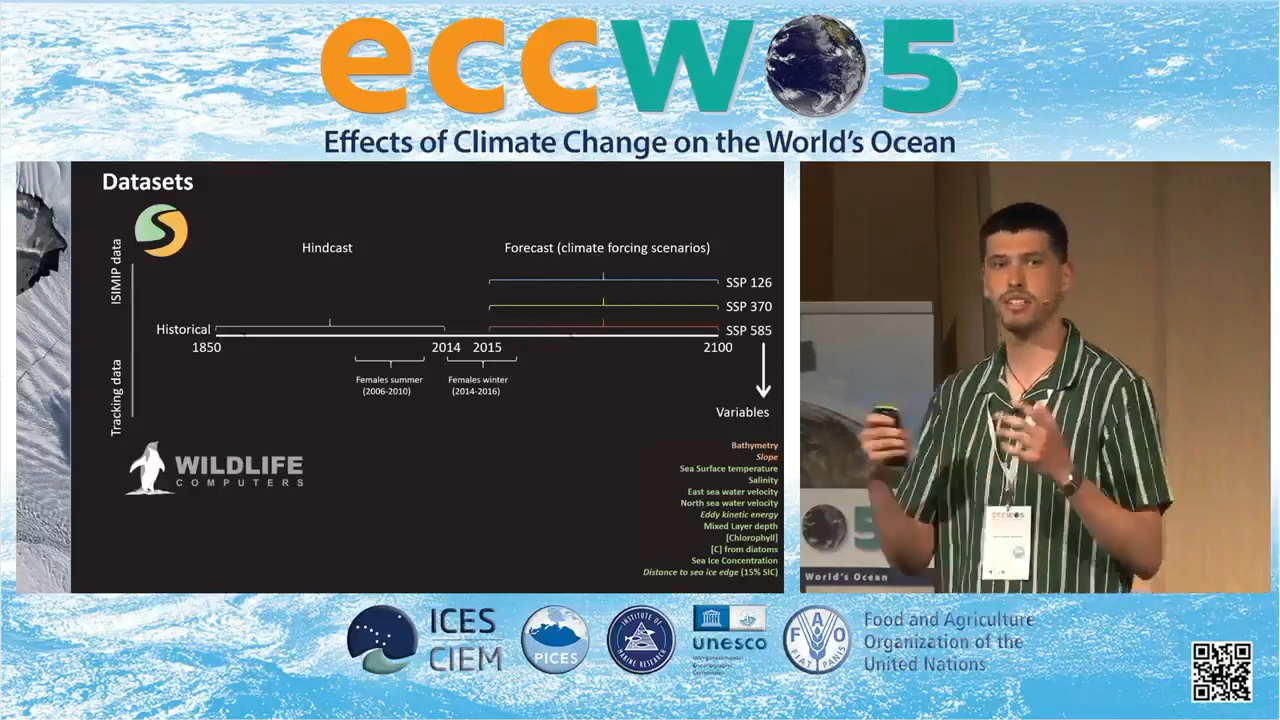 eccwo5
Effects of Climate Change on the World's Ocean
Datasets
ISIMIP data
Hindcast
Forecast (climate forcing scenarios)
SSP 126
SSP 370
Historical
SSP 585
1850
2014
2015
2100
Tracking data
Females summer
(2006-2010)
Females winter
(2014-2016)
Variables
WILDLIFE
COMPUTERS
Bathymetry
Slope
Sea Surface temperature
Salinity
East sea water velocity
North sea water velocity
Eddy kinetic energy
Mixed Layer depth
[Chlorophyll]
[C] from diatoms
Sea Ice Concentration
Distance to sea ice edge (15% SIC)
eccwo5
5
World's Ocean
ICES
CIEM
PICES
INSTITUTE OF
MARINE RESEARCH
unesco
Intergovernmental
Oceanographic
Commission
FAO
FIAT PANIS
Food and Agriculture
Organization of the
United Nations